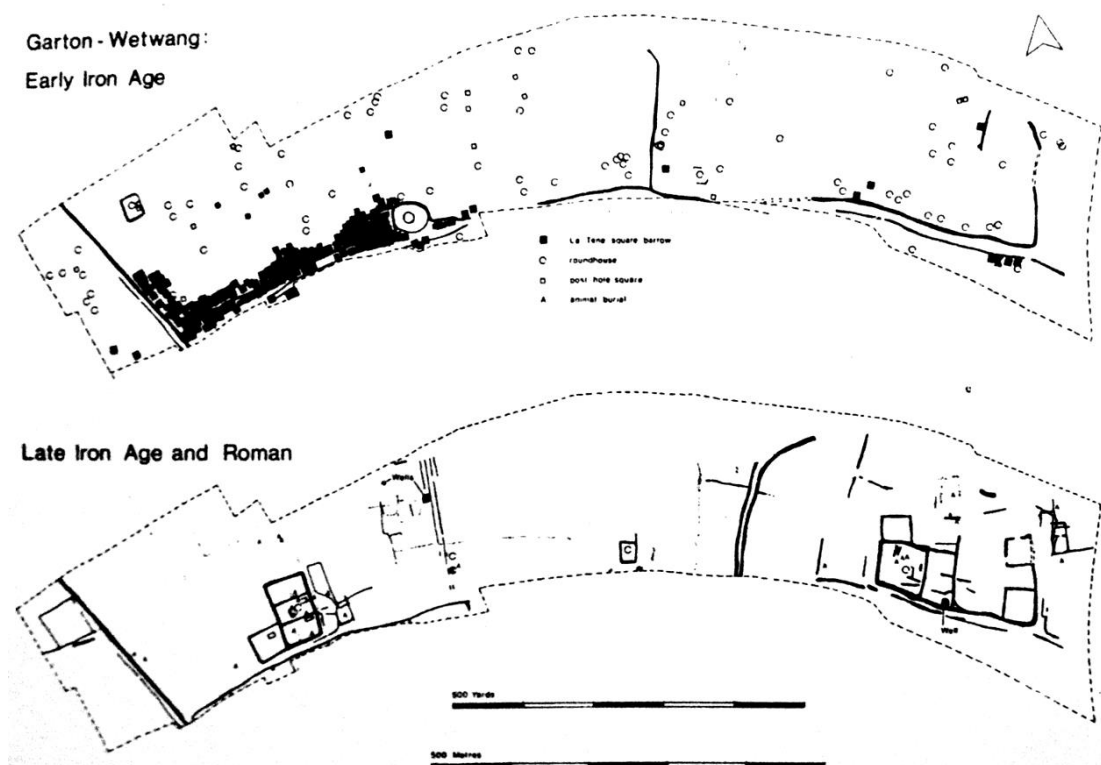 Garton - Wetwang:
Early Iron Age
La Tene square barrow
roundhouse
post hole square
animal burial
Late Iron Age and Roman
Wells
Well
500 Yards
500 Metres